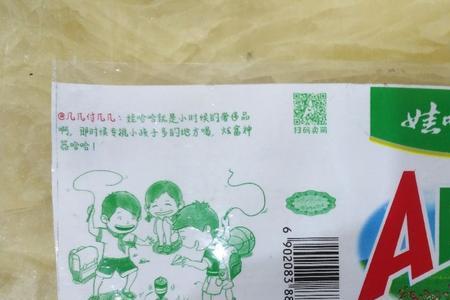 @几几付几几：娃哈哈就是小时候的奢侈品
啊，那时候专挑小孩子多的地方喝，炫富神
器哈哈！
扫码卖萌
娃哈
A
6 902083 88